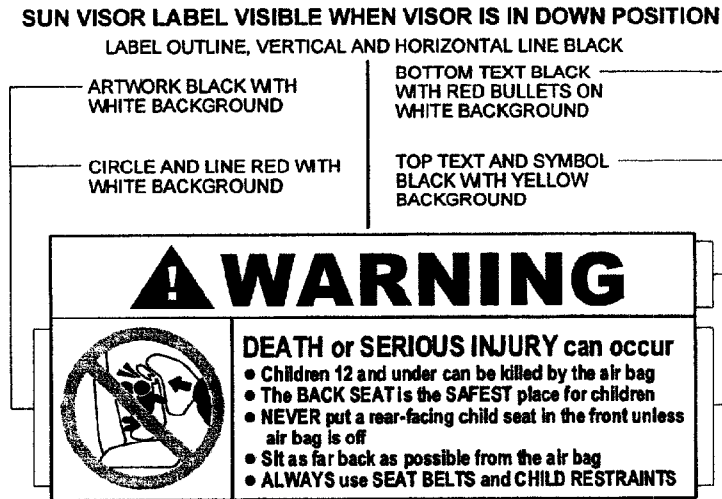 SUN VISOR LABEL VISIBLE WHEN VISOR IS IN DOWN POSITION
LABEL OUTLINE, VERTICAL AND HORIZONTAL LINE BLACK
ARTWORK BLACK WITH
WHITE BACKGROUND
BOTTOM TEXT BLACK
WITH RED BULLETS ON
WHITE BACKGROUND
CIRCLE AND LINE RED WITH
WHITE BACKGROUND
TOP TEXT AND SYMBOL
BLACK WITH YELLOW
BACKGROUND
! WARNING
DEATH or SERIOUS INJURY can occur
• Children 12 and under can be killed by the air bag
• The BACK SEAT is the SAFEST place for children
• NEVER put a rear-facing child seat in the front unless
air bag is off
• Sit as far back as possible from the air bag
• ALWAYS use SEAT BELTS and CHILD RESTRAINTS